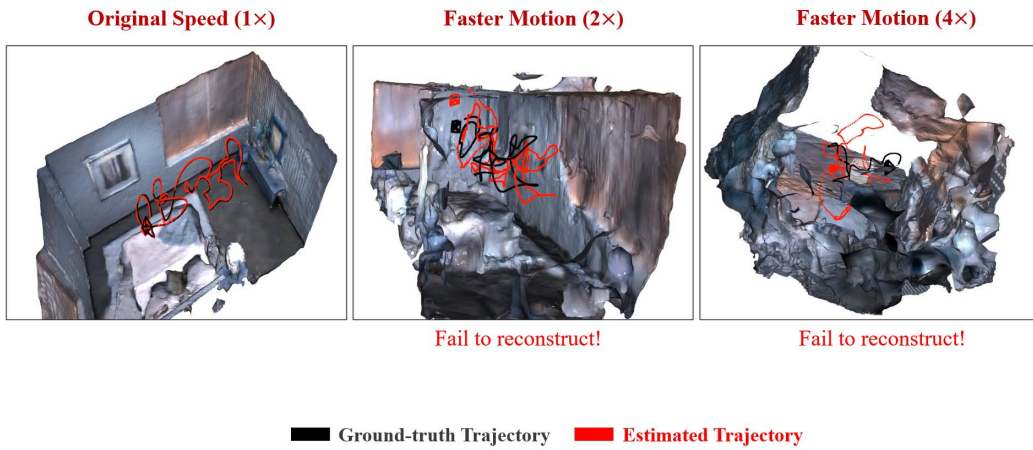 Original Speed (1×)
Faster Motion (2×)
Faster Motion (4×)
Fail to reconstruct!
Fail to reconstruct!
Ground-truth Trajectory
Estimated Trajectory